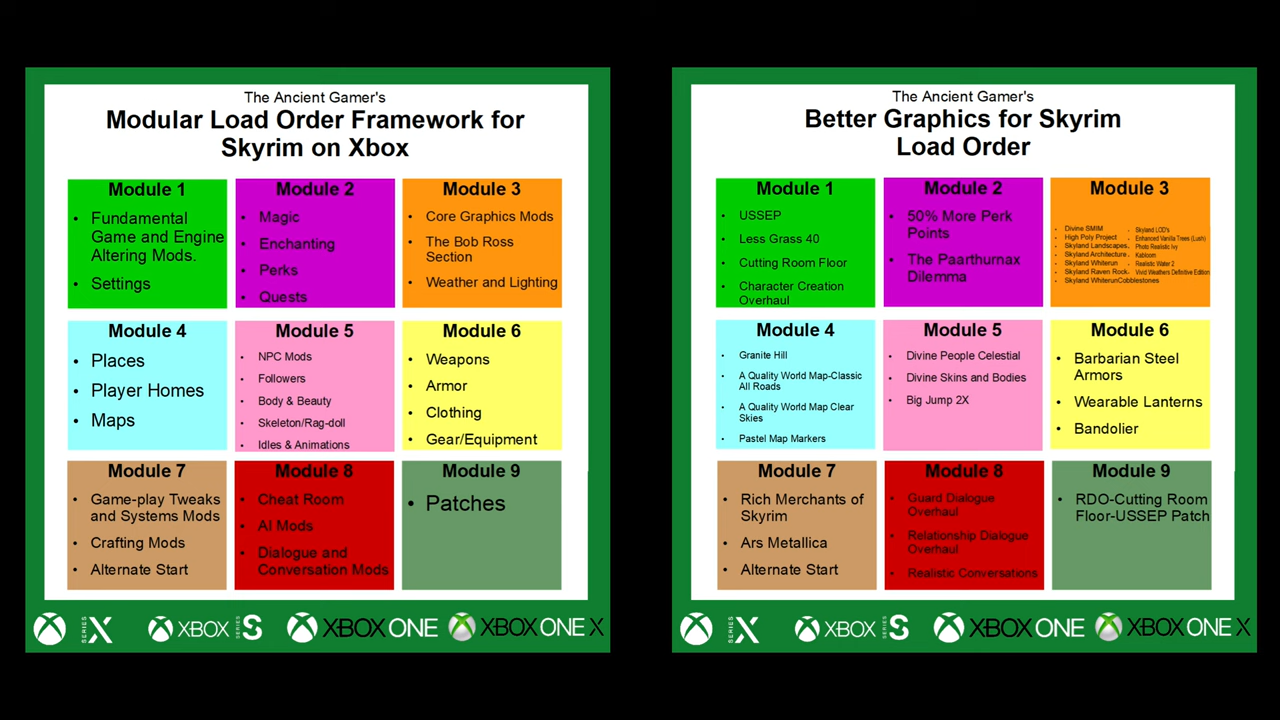 The Ancient Gamer's
Modular Load Order Framework for
Skyrim on Xbox
Module 1
• Fundamental
Game and Engine
Altering Mods.
• Settings
Module 2
• Magic
• Enchanting
• Perks
• Quests
Module 3
• Core Graphics Mods
• The Bob Ross
Section
• Weather and Lighting
Module 4
• Places
• Player Homes
• Maps
Module 5
• NPC Mods
• Followers
• Body & Beauty
• Skeleton/Rag-doll
• Idles & Animations
Module 6
• Weapons
• Armor
• Clothing
• Gear/Equipment
Module 7
• Game-play Tweaks
and Systems Mods
• Crafting Mods
• Alternate Start
Module 8
• Cheat Room
• AI Mods
• Dialogue and
Conversation Mods
Module 9
• Patches
SERIES X
XBOX SERIES S
XBOX ONE
XBOX ONE X
The Ancient Gamer's
Better Graphics for Skyrim
Load Order
Module 1
• USSEP
• Less Grass 40
• Cutting Room Floor
• Character Creation
Overhaul
Module 2
• 50% More Perk
Points
• The Paarthurnax
Dilemma
Module 3
• Divine SMIM
• High Poly Project
• Skyland Landscapes
• Skyland Architecture
• Skyland Whiterun
• Skyland Raven Rock
• Skyland WhiterunCobblestones
• Skyland LOD's
• Enhanced Vanilla Trees (Lush)
• Photo Realistic Ivy
• Kabloom
• Realistic Water 2
• Vivid Weathers Definitive Edition
Module 4
• Granite Hill
• A Quality World Map-Classic
All Roads
• A Quality World Map Clear
Skies
• Pastel Map Markers
Module 5
• Divine People Celestial
• Divine Skins and Bodies
• Big Jump 2X
Module 6
• Barbarian Steel
Armors
• Wearable Lanterns
• Bandolier
Module 7
• Rich Merchants of
Skyrim
• Ars Metallica
• Alternate Start
Module 8
• Guard Dialogue
Overhaul
• Relationship Dialogue
Overhaul
• Realistic Conversations
Module 9
• RDO-Cutting Room
Floor-USSEP Patch
SERIES X
XBOX SERIES S
XBOX ONE
XBOX ONE X